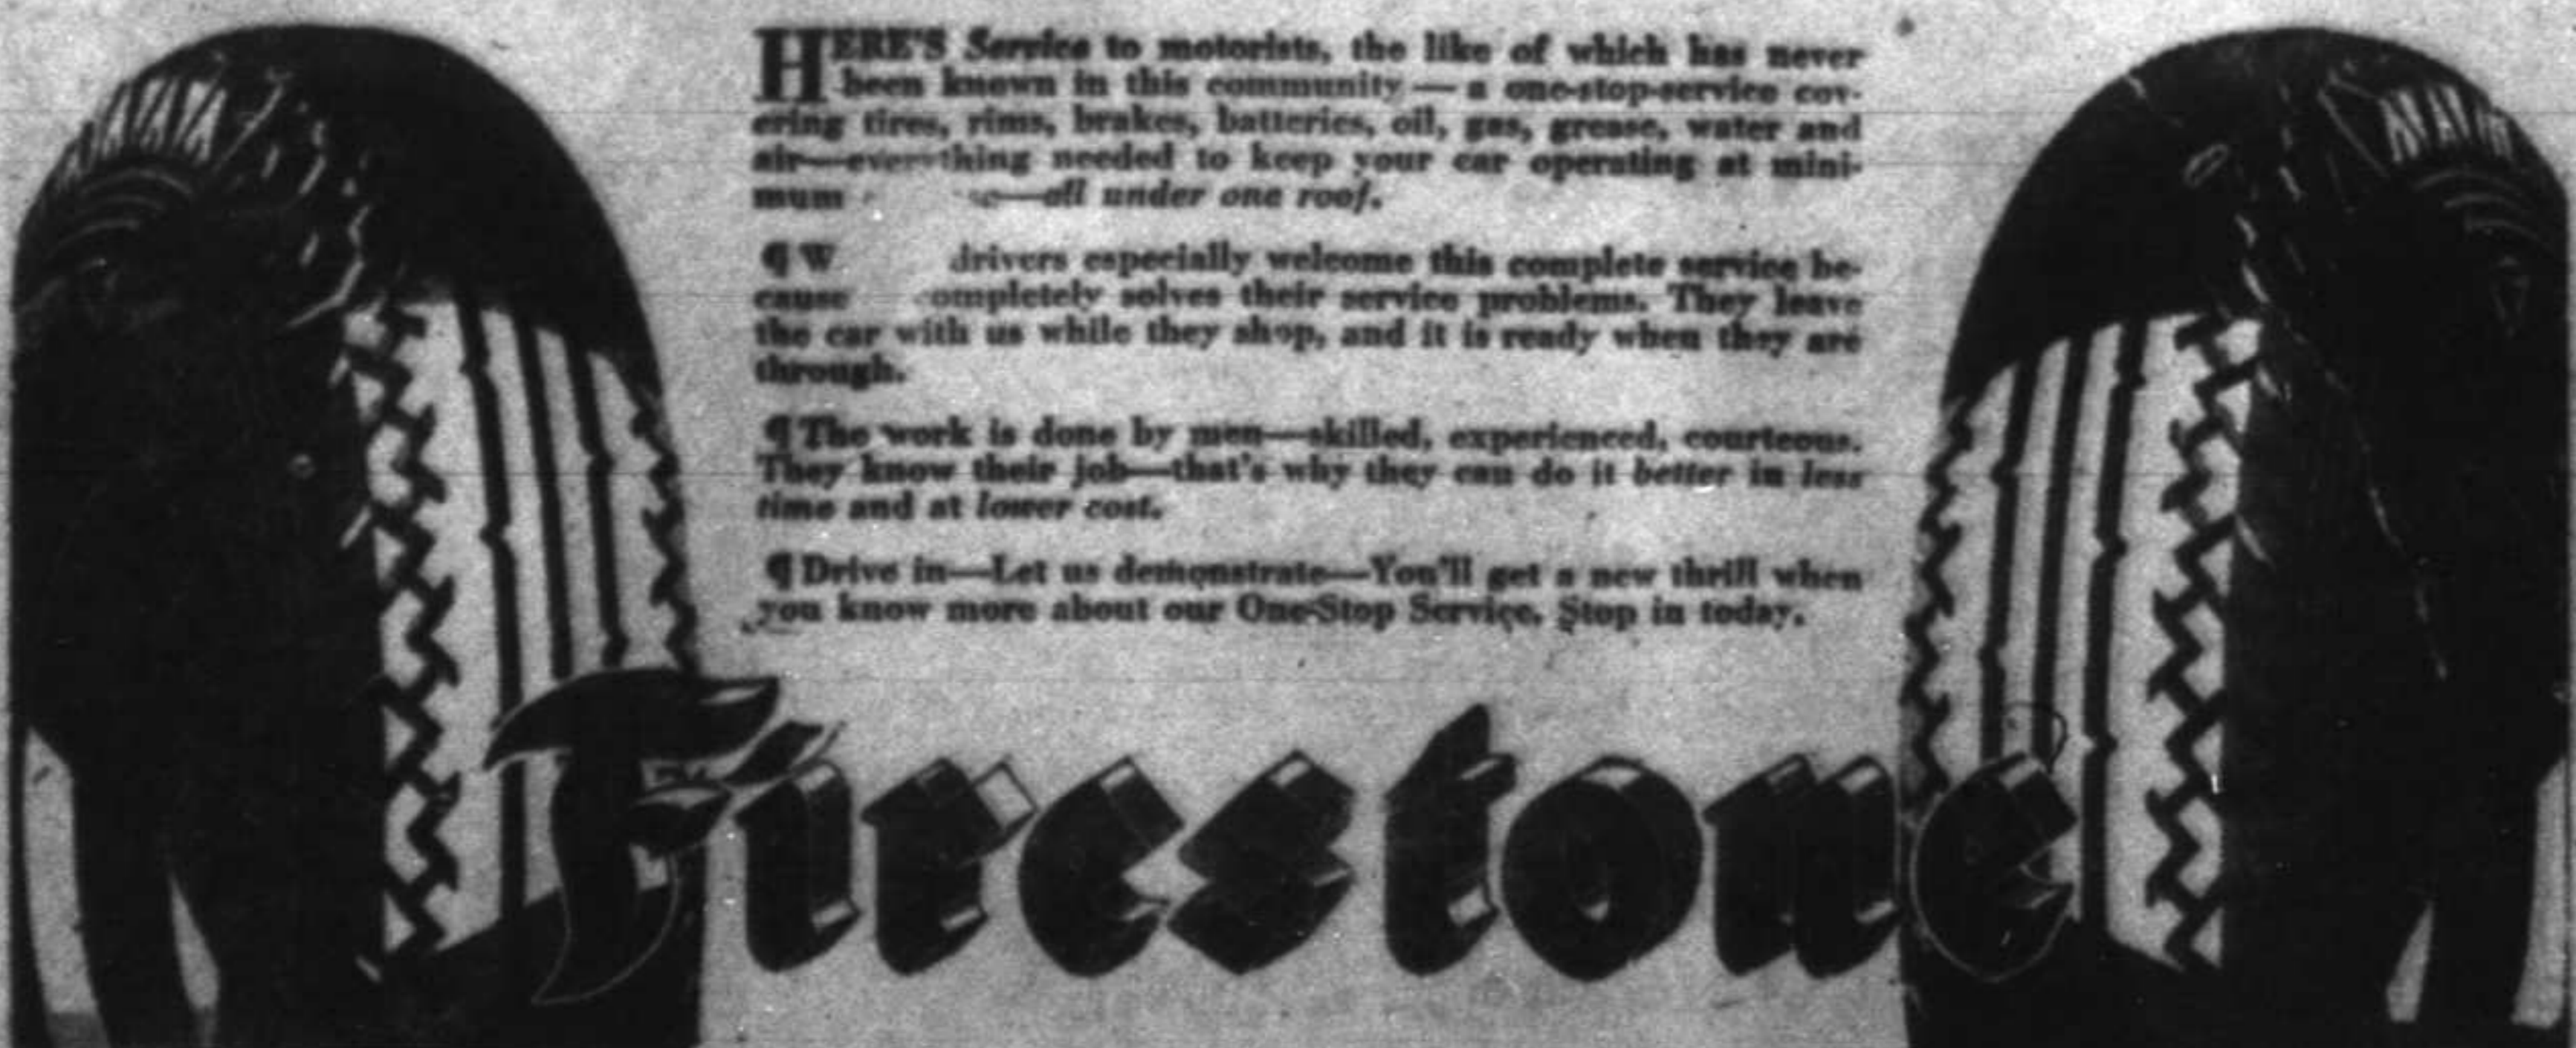 HERE'S Service to motorists, the like of which has never
been known in this community — a one-stop-service cov-
ering tires, rims, brakes, batteries, oil, gas, grease, water and
air—everything needed to keep your car operating at mini-
mum —all under one roof.
¶ W drivers especially welcome this complete service be-
cause completely solves their service problems. They leave
the car with us while they shop, and it is ready when they are
through.
¶ The work is done by men—skilled, experienced, courteous.
They know their job—that's why they can do it better in less
time and at lower cost.
¶ Drive in—Let us demonstrate—You'll get a new thrill when
you know more about our One-Stop Service. Stop in today.
Firestone